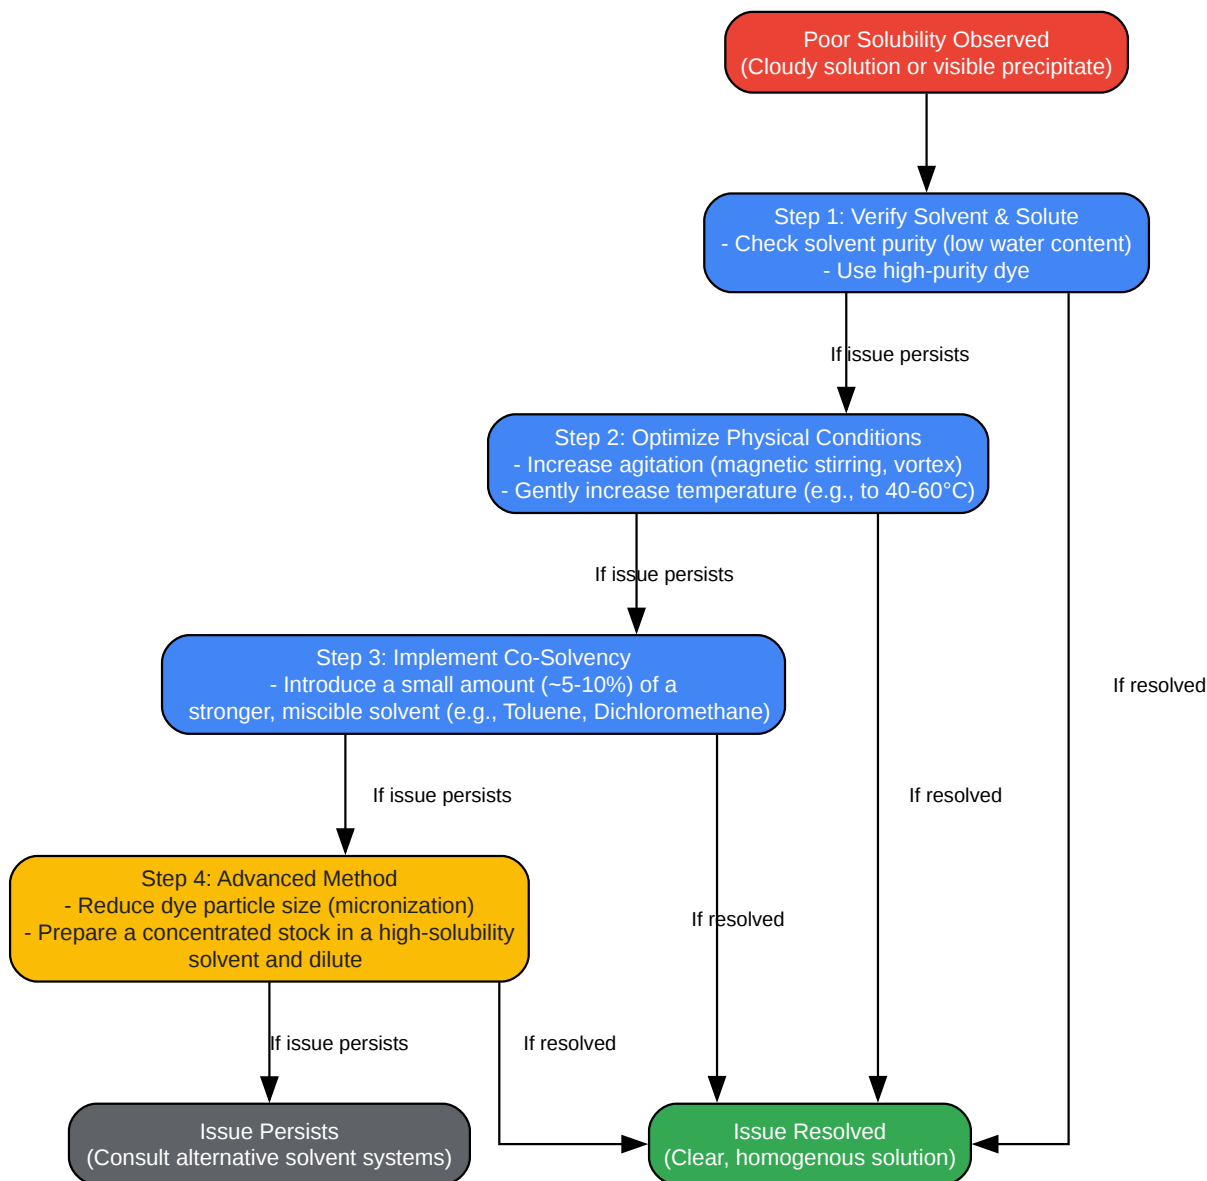 Poor Solubility Observed
(Cloudy solution or visible precipitate)
Step 1: Verify Solvent & Solute
- Check solvent purity (low water content)
- Use high-purity dye
If issue persists
Step 2: Optimize Physical Conditions
- Increase agitation (magnetic stirring, vortex)
- Gently increase temperature (e.g., to 40-60°C)
If issue persists
Step 3: Implement Co-Solvency
- Introduce a small amount (~5-10%) of a
stronger, miscible solvent (e.g., Toluene, Dichloromethane)
If resolved
If issue persists
If resolved
Step 4: Advanced Method
- Reduce dye particle size (micronization)
- Prepare a concentrated stock in a high-solubility
solvent and dilute
If resolved
If issue persists
If resolved
Issue Persists
(Consult alternative solvent systems)
Issue Resolved
(Clear, homogenous solution)